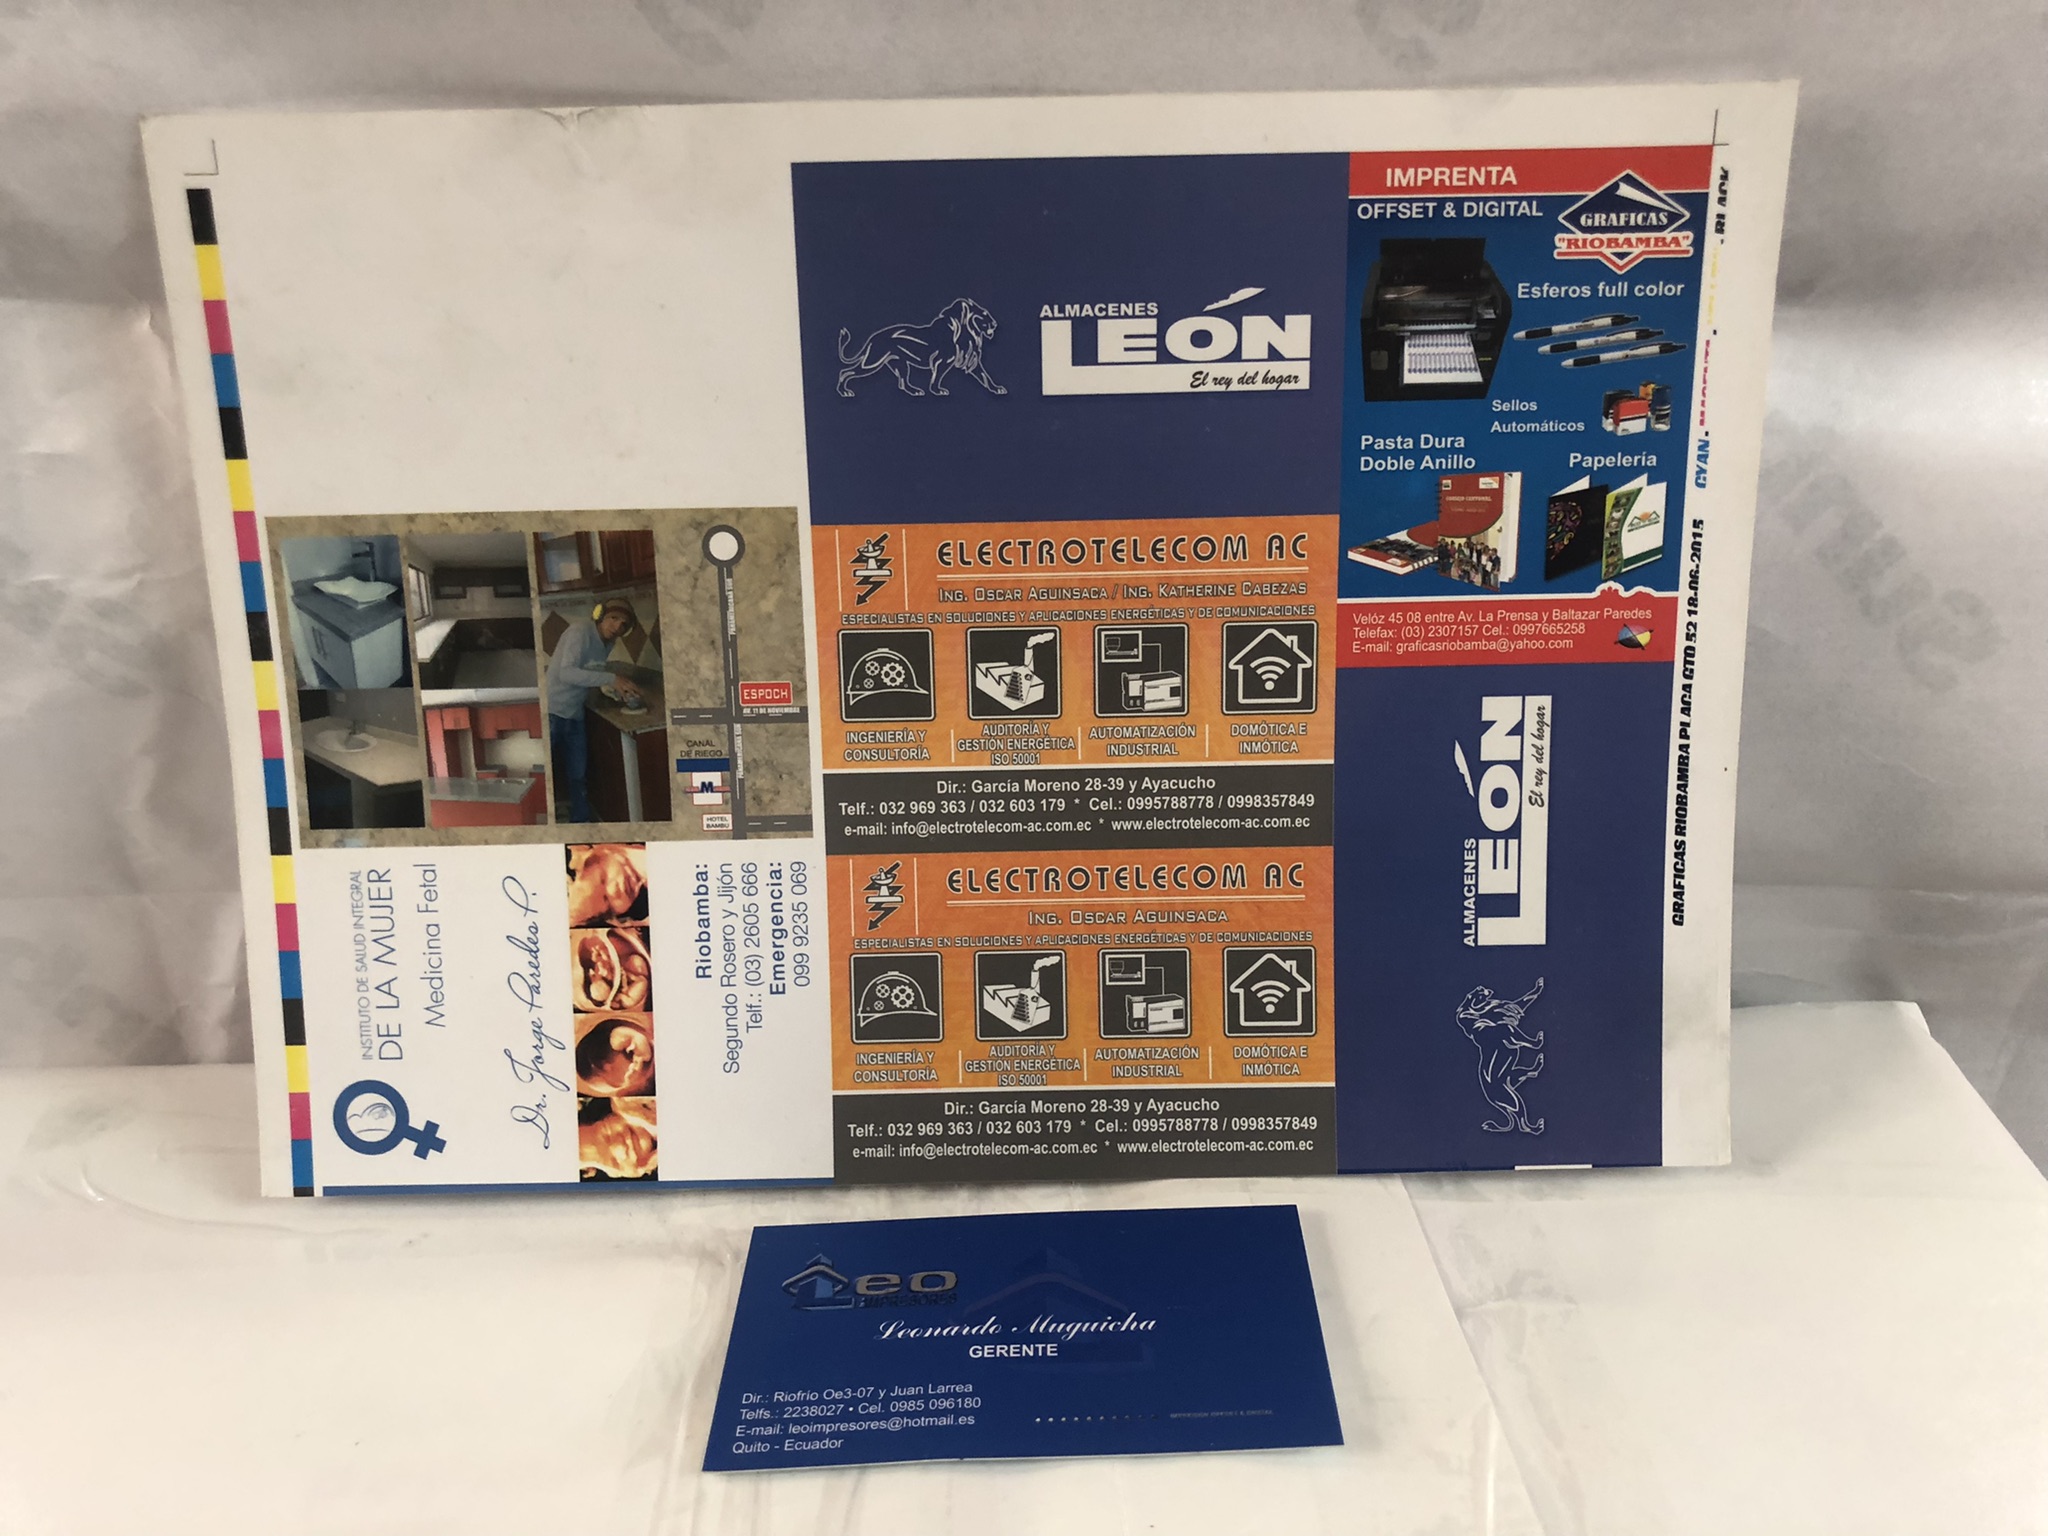 IMPRENTA
OFFSET & DIGITAL
GRAFICAS
"RIOBAMBA"
Esferos full color
Sellos
Automáticos
Pasta Dura
Doble Anillo
Papelería
Velóz 45 08 entre Av. La Prensa y Baltazar Paredes
Telefax: (03) 2307157 Cel.: 0997665258
E-mail: graficasriobamba@yahoo.com
ALMACENES
LEÓN
El rey del hogar
ELECTROTELECOM AC
ING. OSCAR AGUINSACA / ING. KATHERINE CABEZAS
ESPECIALISTAS EN SOLUCIONES Y APLICACIONES ENERGÉTICAS Y DE COMUNICACIONES
INGENIERÍA Y
CONSULTORÍA
AUDITORÍA Y
GESTIÓN ENERGÉTICA
ISO 50001
AUTOMATIZACIÓN
INDUSTRIAL
DOMÓTICA E
INMÓTICA
Dir.: García Moreno 28-39 y Ayacucho
Telf.: 032 969 363 / 032 603 179 * Cel.: 0995788778 / 0998357849
e-mail: info@electrotelecom-ac.com.ec * www.electrotelecom-ac.com.ec
ELECTROTELECOM AC
ING. OSCAR AGUINSACA
ESPECIALISTAS EN SOLUCIONES Y APLICACIONES ENERGÉTICAS Y DE COMUNICACIONES
INGENIERÍA Y
CONSULTORÍA
AUDITORÍA Y
GESTIÓN ENERGÉTICA
ISO 50001
AUTOMATIZACIÓN
INDUSTRIAL
DOMÓTICA E
INMÓTICA
Dir.: García Moreno 28-39 y Ayacucho
Telf.: 032 969 363 / 032 603 179 * Cel.: 0995788778 / 0998357849
e-mail: info@electrotelecom-ac.com.ec * www.electrotelecom-ac.com.ec
ALMACENES
LEÓN
El rey del hogar
GRAFICAS RIOBAMBA PLACA GTO 52 18-06-2015 CYAN - MAGENTA - YELLOW - BLACK
PANAMERICANA SUR
ESPOCH
AV. 11 DE NOVIEMBRE
CANAL
DE RIEGO
PANAMERICANA SUR
M
HOTEL
BAMBU
INSTITUTO DE SALUD INTEGRAL
DE LA MUJER
Medicina Fetal
Dr. Jorge Paredes P.
Riobamba:
Segundo Rosero y Jijón
Telf.: (03) 2605 666
Emergencia:
099 9235 069
Leo
IMPRESORES
Leonardo Muguicha
GERENTE
Dir.: Riofrio Oe3-07 y Juan Larrea
Telfs.: 2238027 • Cel. 0985 096180
E-mail: leoimpresores@hotmail.es
Quito - Ecuador